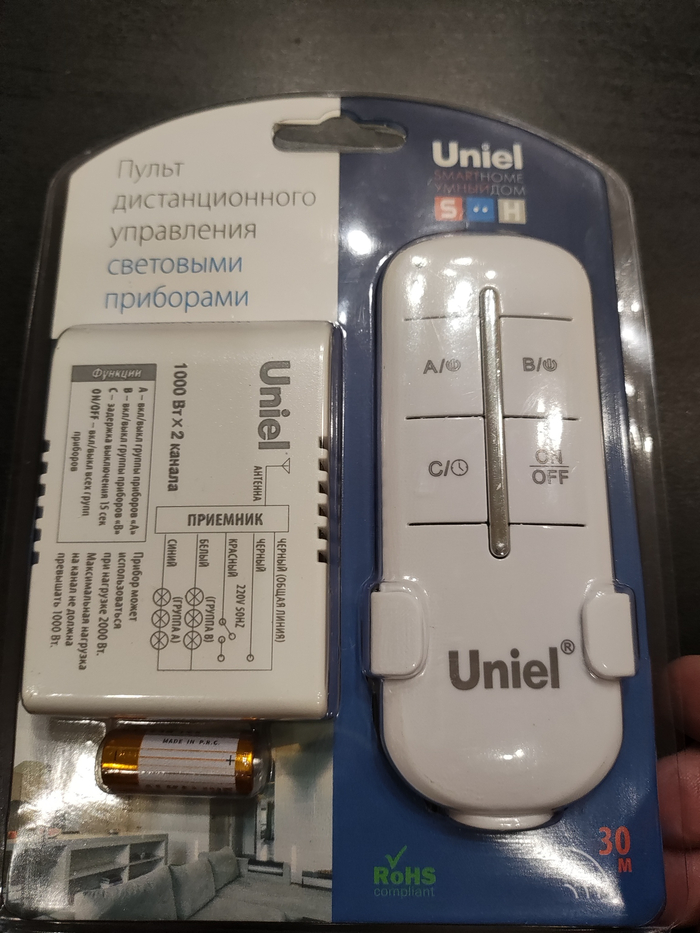 Пульт
дистанционного
управления
световыми
приборами
Uniel
SMARTHOME
УМНЫЙДОМ
S H
Uniel
1000 Вт x 2 канала
Функции
A – вкл/выкл группы приборов «A»
B – вкл/выкл группы приборов «B»
C – задержка выключения 15 сек
ON/OFF – вкл/выкл всех групп
приборов
АНТЕННА
ПРИЕМНИК
ЧЕРНЫЙ (ОБЩАЯ ЛИНИЯ)
ЧЕРНЫЙ
220V 50HZ
КРАСНЫЙ
(ГРУППА B)
БЕЛЫЙ
(ГРУППА A)
СИНИЙ
Прибор может
использоваться
при нагрузке 2000 Вт.
Максимальная нагрузка
на канал не должна
превышать 1000 Вт.
MADE IN P.R.C.
+
A/
B/
C/
ON
OFF
Uniel®
RoHS
compliant
30
М